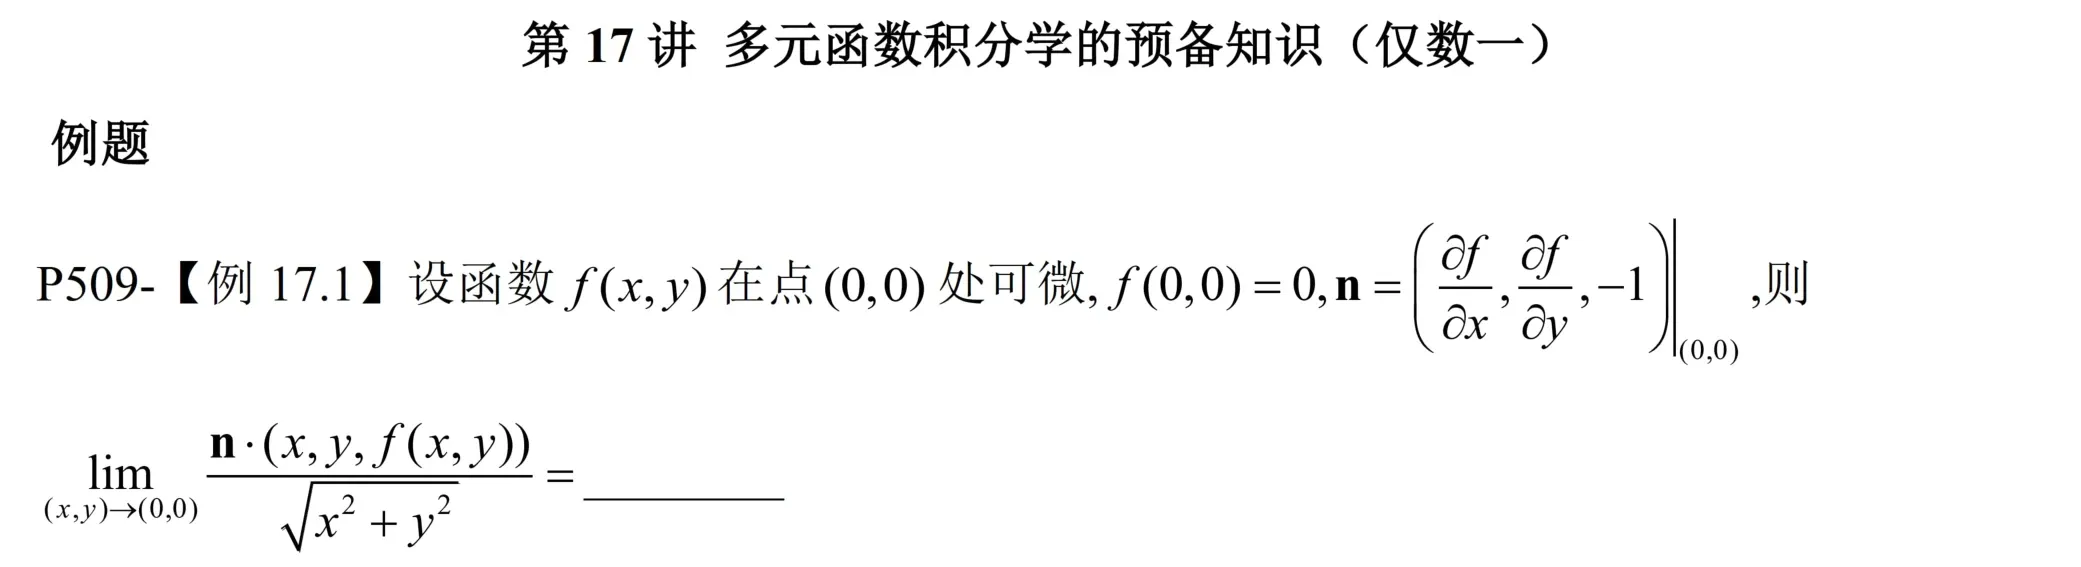 第 17 讲 多元函数积分学的预备知识（仅数一）
例题
P509-【例 17.1】设函数 $f(x,y)$ 在点 $(0,0)$ 处可微, $f(0,0)=0, \mathbf{n}=\left.\left(\frac{\partial f}{\partial x},\frac{\partial f}{\partial y},-1\right)\right|_{(0,0)}$ ,则
$\lim_{(x,y)\to(0,0)} \frac{\mathbf{n}\cdot(x,y,f(x,y))}{\sqrt{x^2+y^2}}=$ ________